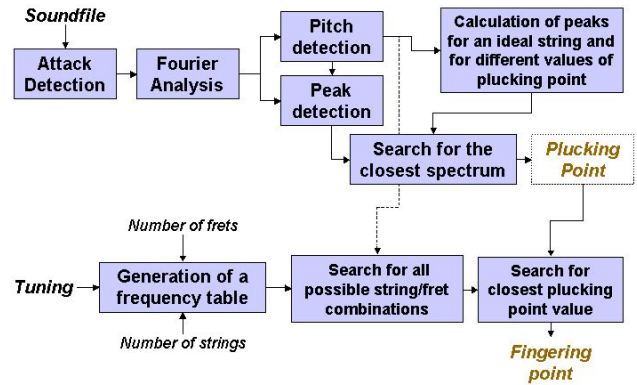 Soundfile
Attack
Detection
Fourier
Analysis
Pitch
detection
Peak
detection
Calculation of peaks
for an ideal string and
for different values of
plucking point
Search for the
closest spectrum
Plucking
Point
Number of frets
Tuning
Generation of a
frequency table
Number of strings
Search for all
possible string/fret
combinations
Search for
closest plucking
point value
Fingering
point